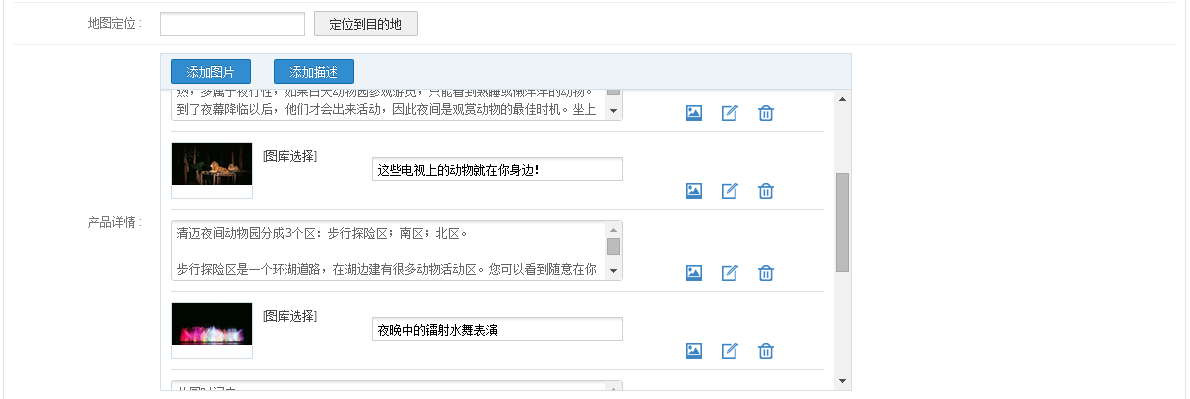 地图定位：
定位到目的地
添加图片
添加描述
热，多属于夜行性，如果白天动物园参观游览，只能看到熟睡或懒洋洋的动物。
到了夜幕降临以后，他们才会出来活动，因此夜间是观赏动物的最佳时机。坐上
[图库选择]
这些电视上的动物就在你身边！
产品详情：
清迈夜间动物园分成3个区：步行探险区；南区；北区。
步行探险区是一个环湖道路，在湖边建有很多动物活动区。您可以看到随意在你
[图库选择]
夜晚中的镭射水舞表演